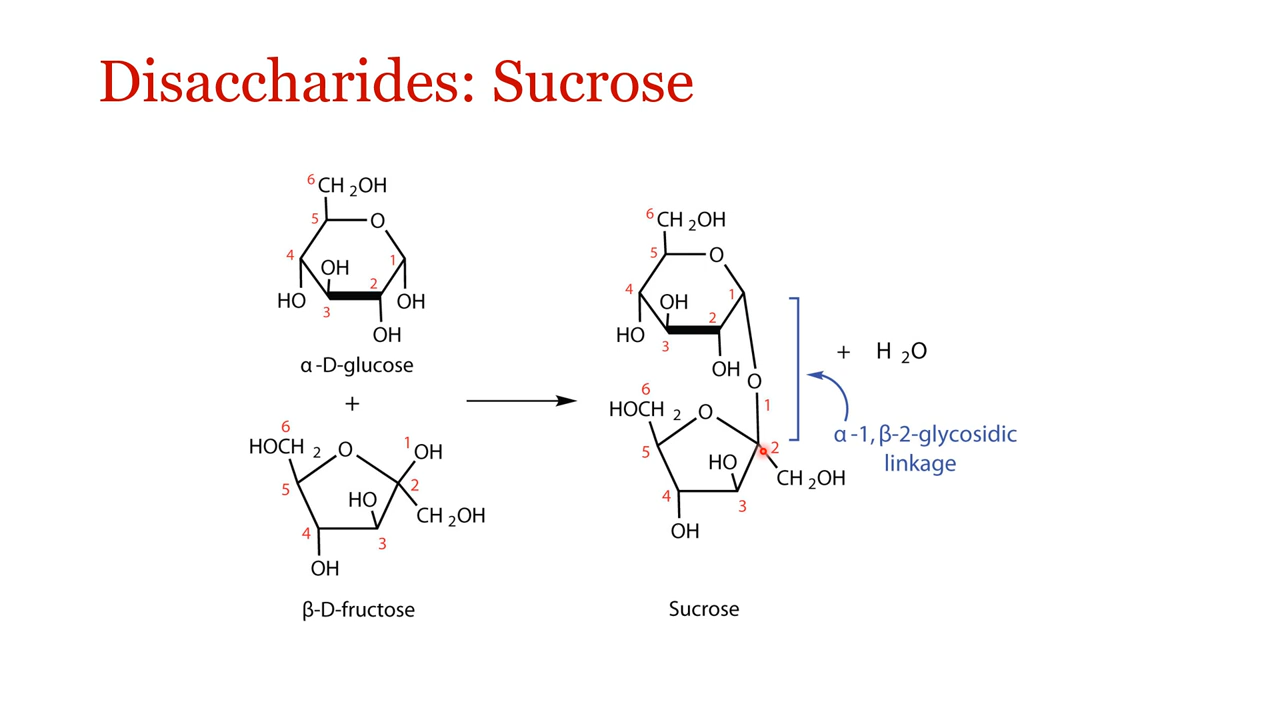 Disaccharides: Sucrose
6 CH 2OH
5 O
4 OH 1
2
HO 3 OH
OH
α-D-glucose
+
6
HOCH 2 O 1 OH
5 HO 2
CH 2OH
4 3
OH
β-D-fructose
6 CH 2OH
5 O
4 OH 1
2
HO 3
OH O
6
HOCH 2 O 1
5 HO 2
CH 2OH
4 3
OH
Sucrose
+ H 2O
α-1, β-2-glycosidic
linkage